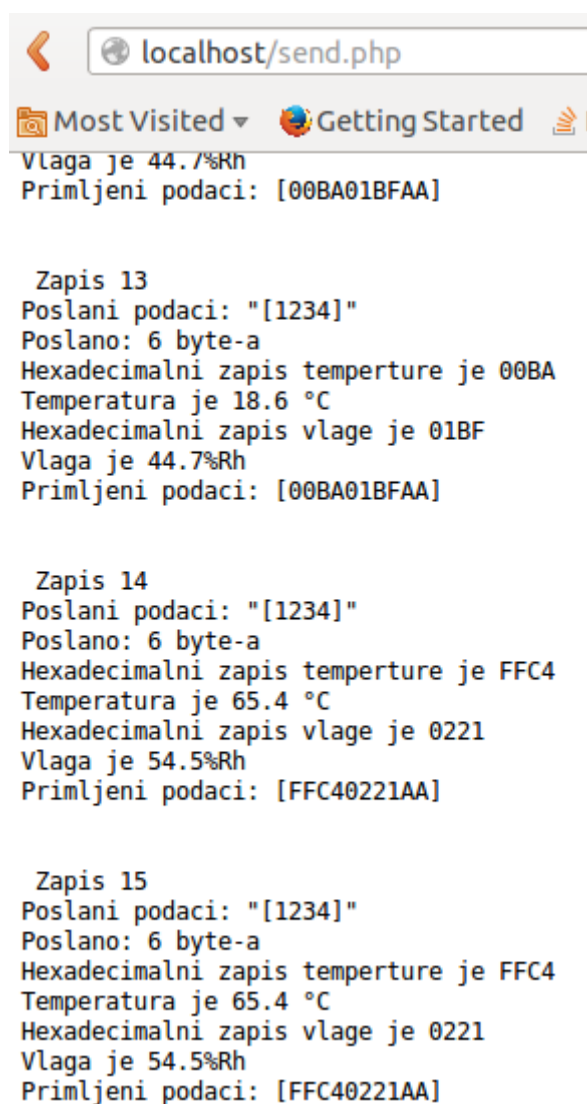 localhost/send.php
Most Visited Getting Started
Vlaga je 44.7%Rh
Primljeni podaci: [00BA01BFAA]
Zapis 13
Poslani podaci: "[1234]"
Poslano: 6 byte-a
Hexadecimalni zapis temperture je 00BA
Temperatura je 18.6 °C
Hexadecimalni zapis vlage je 01BF
Vlaga je 44.7%Rh
Primljeni podaci: [00BA01BFAA]
Zapis 14
Poslani podaci: "[1234]"
Poslano: 6 byte-a
Hexadecimalni zapis temperture je FFC4
Temperatura je 65.4 °C
Hexadecimalni zapis vlage je 0221
Vlaga je 54.5%Rh
Primljeni podaci: [FFC40221AA]
Zapis 15
Poslani podaci: "[1234]"
Poslano: 6 byte-a
Hexadecimalni zapis temperture je FFC4
Temperatura je 65.4 °C
Hexadecimalni zapis vlage je 0221
Vlaga je 54.5%Rh
Primljeni podaci: [FFC40221AA]